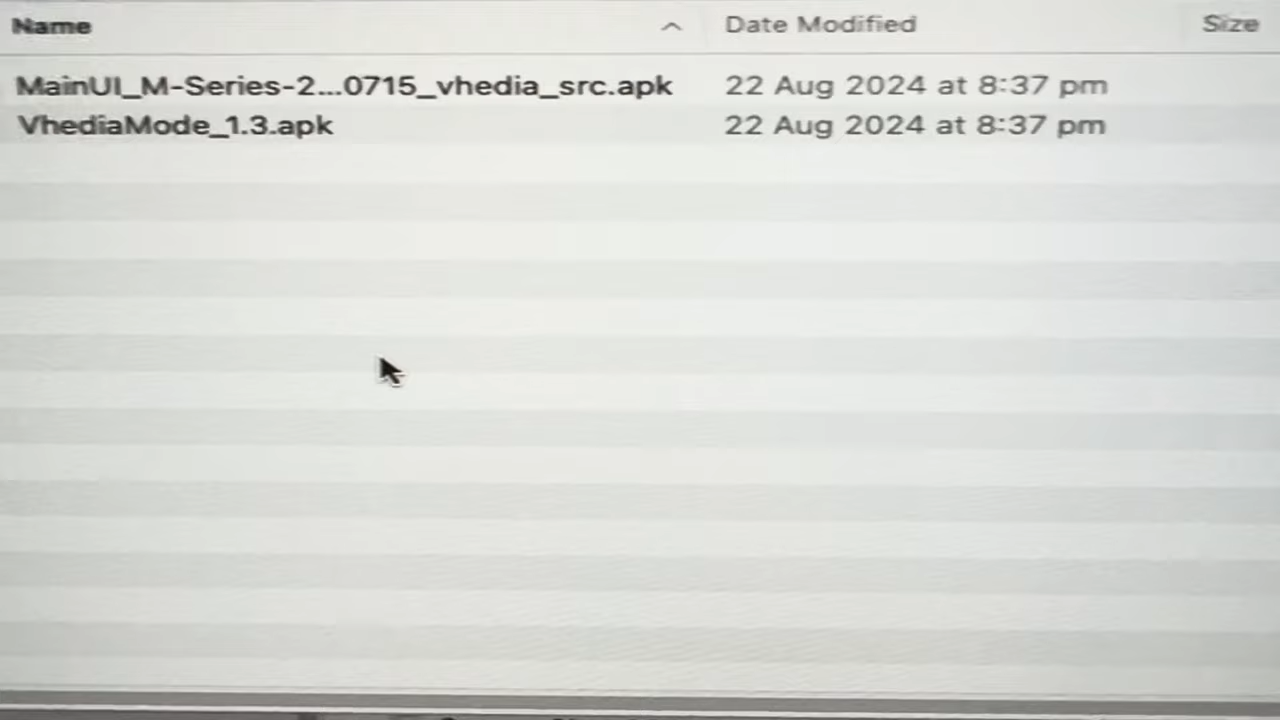 Name Date Modified Size
MainUI_M-Series-2...0715_vhedia_src.apk 22 Aug 2024 at 8:37 pm
VhediaMode_1.3.apk 22 Aug 2024 at 8:37 pm